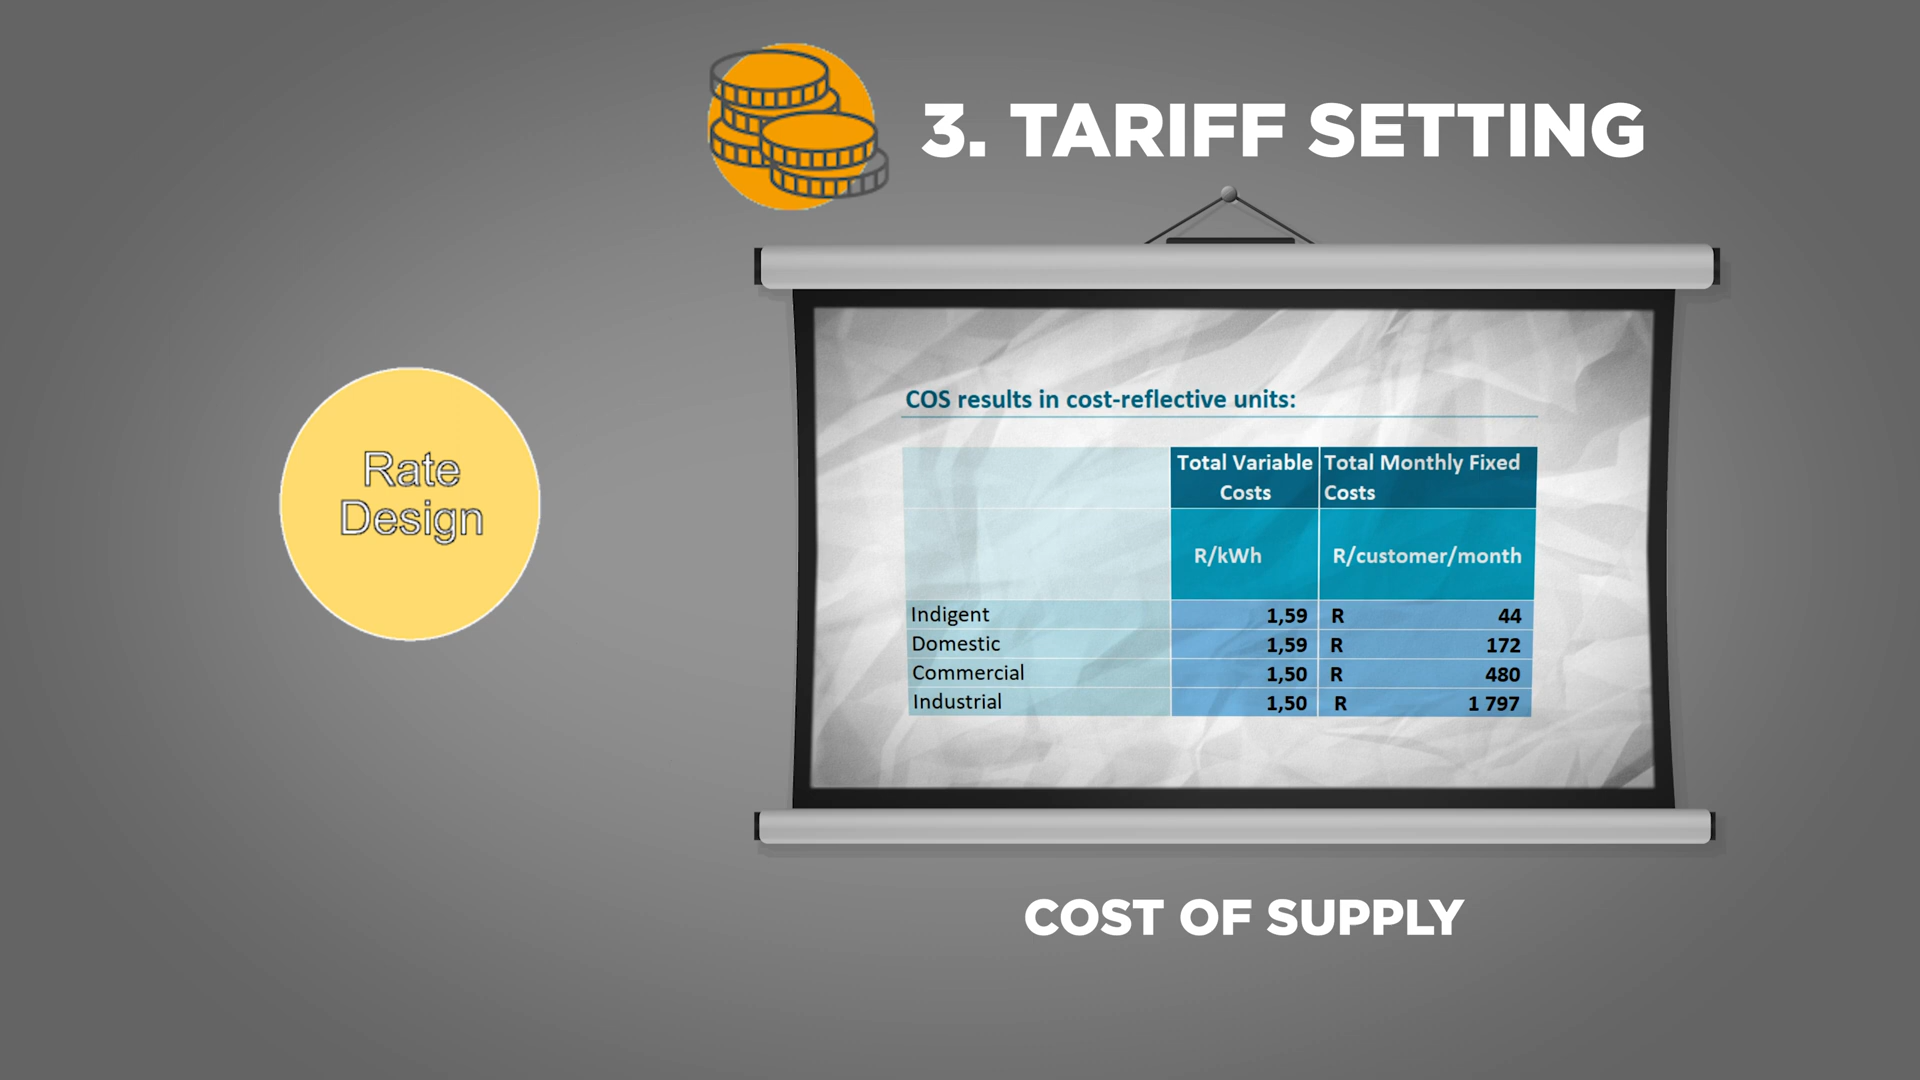 3. TARIFF SETTING
Rate
Design
COS results in cost-reflective units:
Total Variable Costs Total Monthly Fixed Costs
R/kWh R/customer/month
Indigent 1,59 R 44
Domestic 1,59 R 172
Commercial 1,50 R 480
Industrial 1,50 R 1 797
COST OF SUPPLY